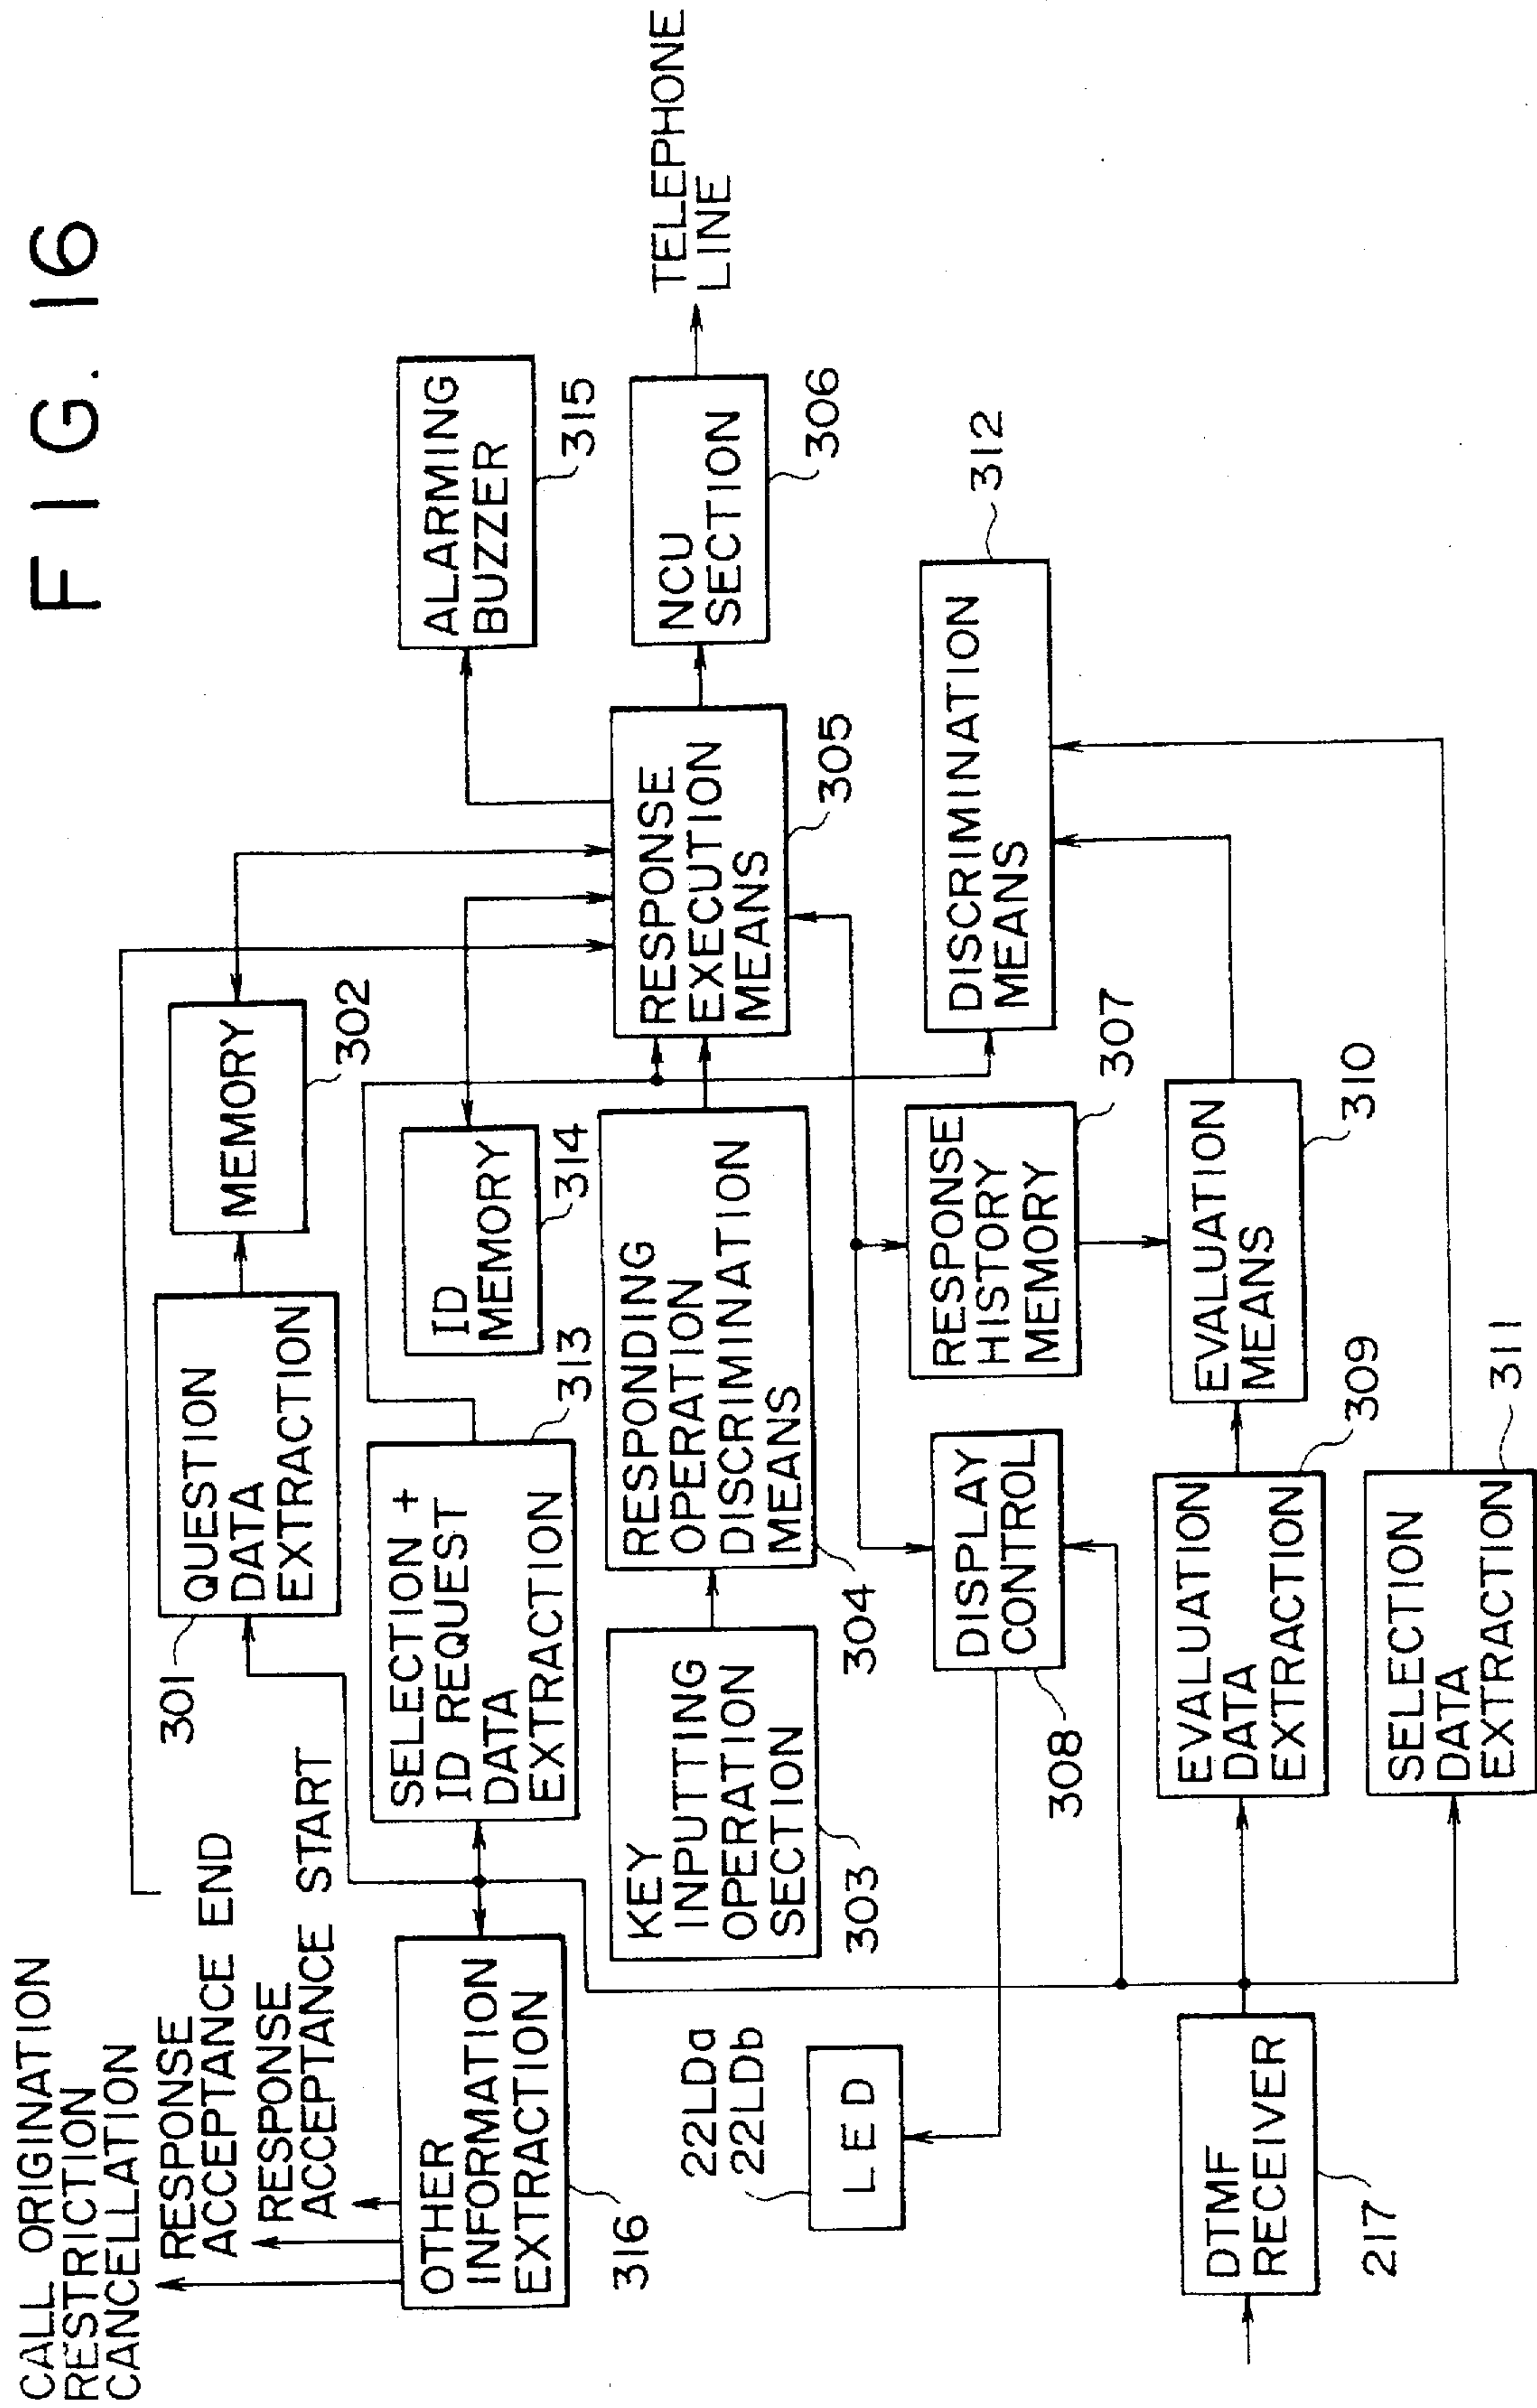 FIG. 16
CALL ORIGINATION
RESTRICTION
CANCELLATION
RESPONSE
ACCEPTANCE END
RESPONSE
ACCEPTANCE START
301
QUESTION
DATA
EXTRACTION
MEMORY
302
OTHER
INFORMATION
EXTRACTION
316
SELECTION +
ID REQUEST
DATA
EXTRACTION
313
ID
MEMORY
314
ALARMING
BUZZER
315
KEY
INPUTTING
OPERATION
SECTION
303
RESPONDING
OPERATION
DISCRIMINATION
MEANS
304
RESPONSE
EXECUTION
MEANS
305
NCU
SECTION
306
TELEPHONE
LINE
22LDa
22LDb
LED
DISPLAY
CONTROL
308
RESPONSE
HISTORY
MEMORY
307
DISCRIMINATION
MEANS
312
DTMF
RECEIVER
217
EVALUATION
DATA
EXTRACTION
309
EVALUATION
MEANS
310
SELECTION
DATA
EXTRACTION
311